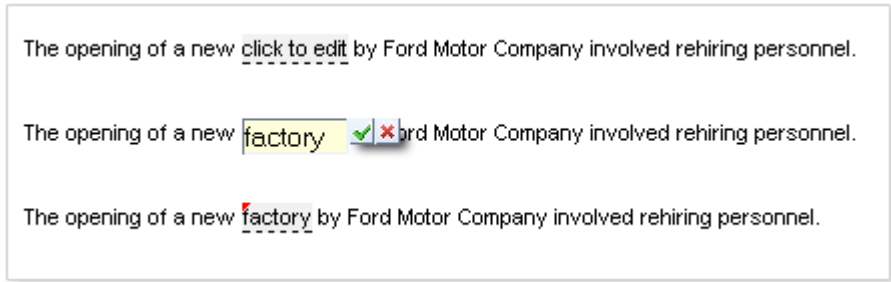 The opening of a new click to edit by Ford Motor Company involved rehiring personnel.
The opening of a new factory ord Motor Company involved rehiring personnel.
The opening of a new factory by Ford Motor Company involved rehiring personnel.